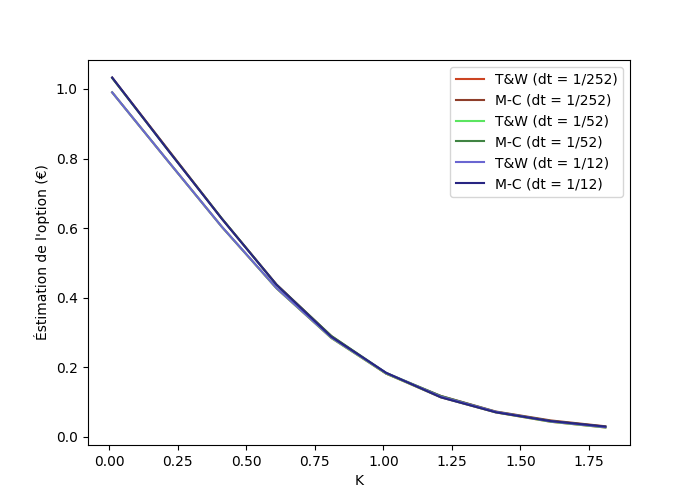 T&W (dt = 1/252)
M-C (dt = 1/252)
T&W (dt = 1/52)
M-C (dt = 1/52)
T&W (dt = 1/12)
M-C (dt = 1/12)
Éstimation de l'option (€)
1.0
0.8
0.6
0.4
0.2
0.0
0.00 0.25 0.50 0.75 1.00 1.25 1.50 1.75
K